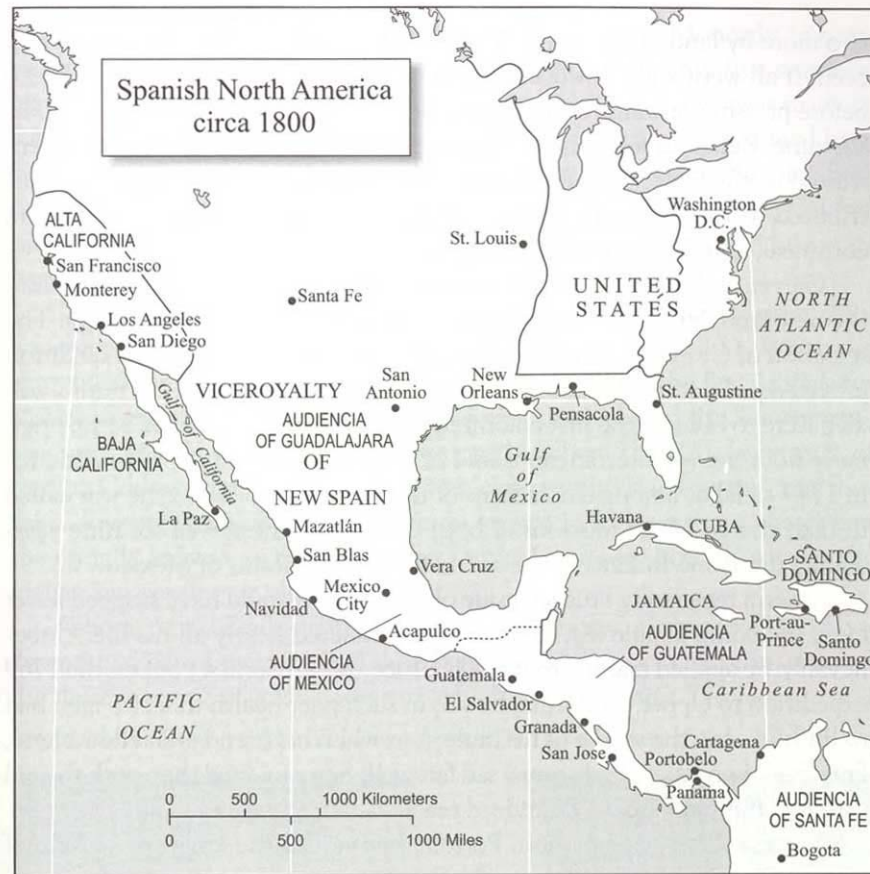 Spanish North America
circa 1800
ALTA
CALIFORNIA
San Francisco
Monterey
Los Angeles
San Diego
Santa Fe
St. Louis
Washington
D.C.
UNITED
STATES
NORTH
ATLANTIC
OCEAN
VICEROYALTY
AUDIENCIA
OF GUADALAJARA
OF
NEW SPAIN
San
Antonio
New
Orleans
Pensacola
St. Augustine
BAJA
CALIFORNIA
Gulf of
California
La Paz
Gulf
of
Mexico
Mazatlán
San Blas
Navidad
Mexico
City
Vera Cruz
Acapulco
Havana
CUBA
SANTO
DOMINGO
JAMAICA
Port-au-
Prince
Santo
Domingo
AUDIENCIA
OF MEXICO
AUDIENCIA
OF GUATEMALA
Guatemala
El Salvador
Granada
San Jose
Caribbean Sea
Cartagena
Portobelo
Panama
PACIFIC
OCEAN
AUDIENCIA
OF SANTA FE
Bogota
0 500 1000 Kilometers
0 500 1000 Miles